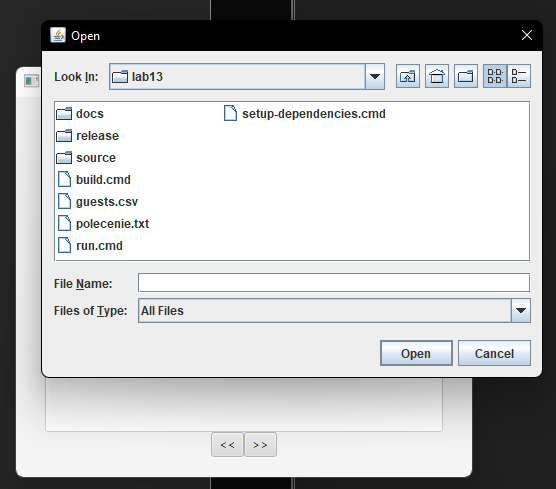 Open
Look In: lab13
docs
release
source
build.cmd
guests.csv
polecenie.txt
run.cmd
setup-dependencies.cmd
File Name:
Files of Type: All Files
Open Cancel
<< >>